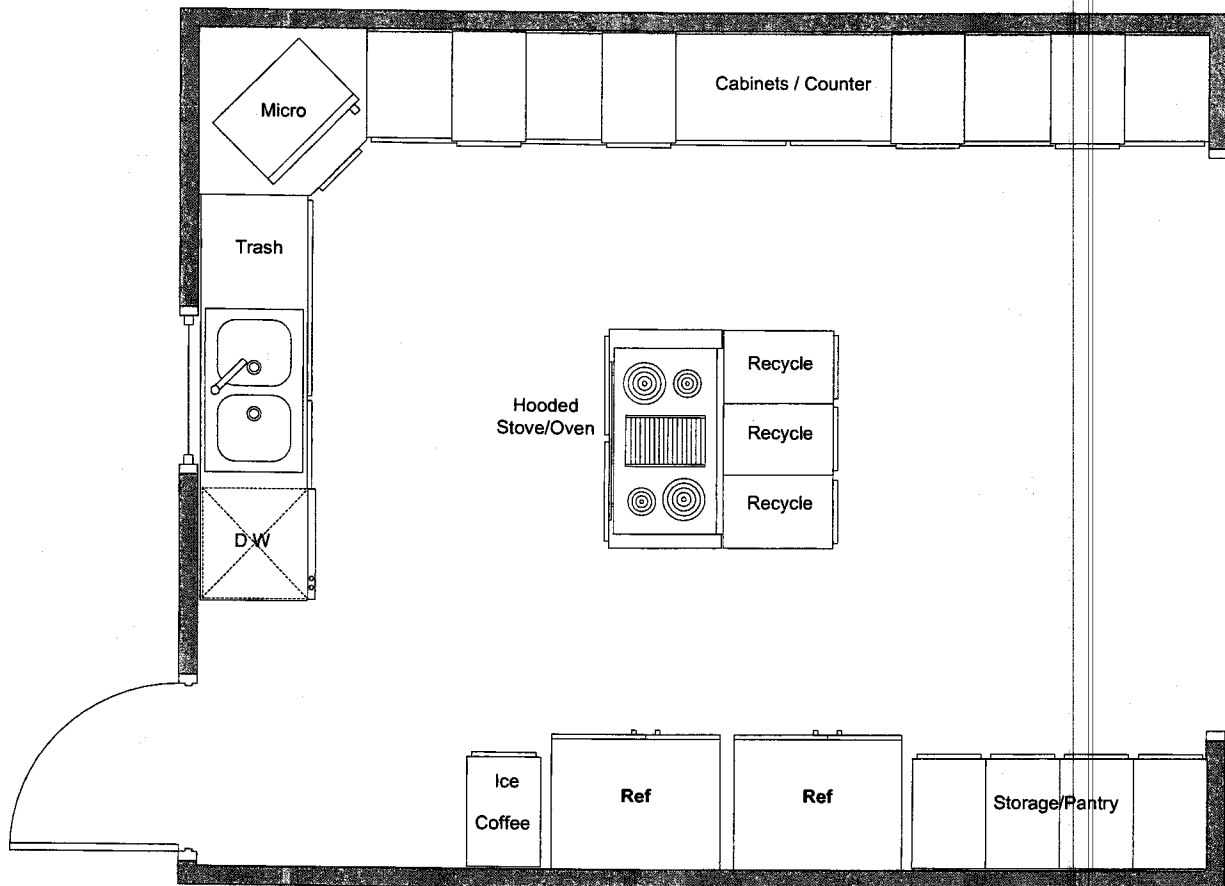 Cabinets / Counter
Micro
Trash
Recycle
Hooded
Stove/Oven
Recycle
Recycle
D W
Ice
Coffee
Ref
Ref
Storage/Pantry